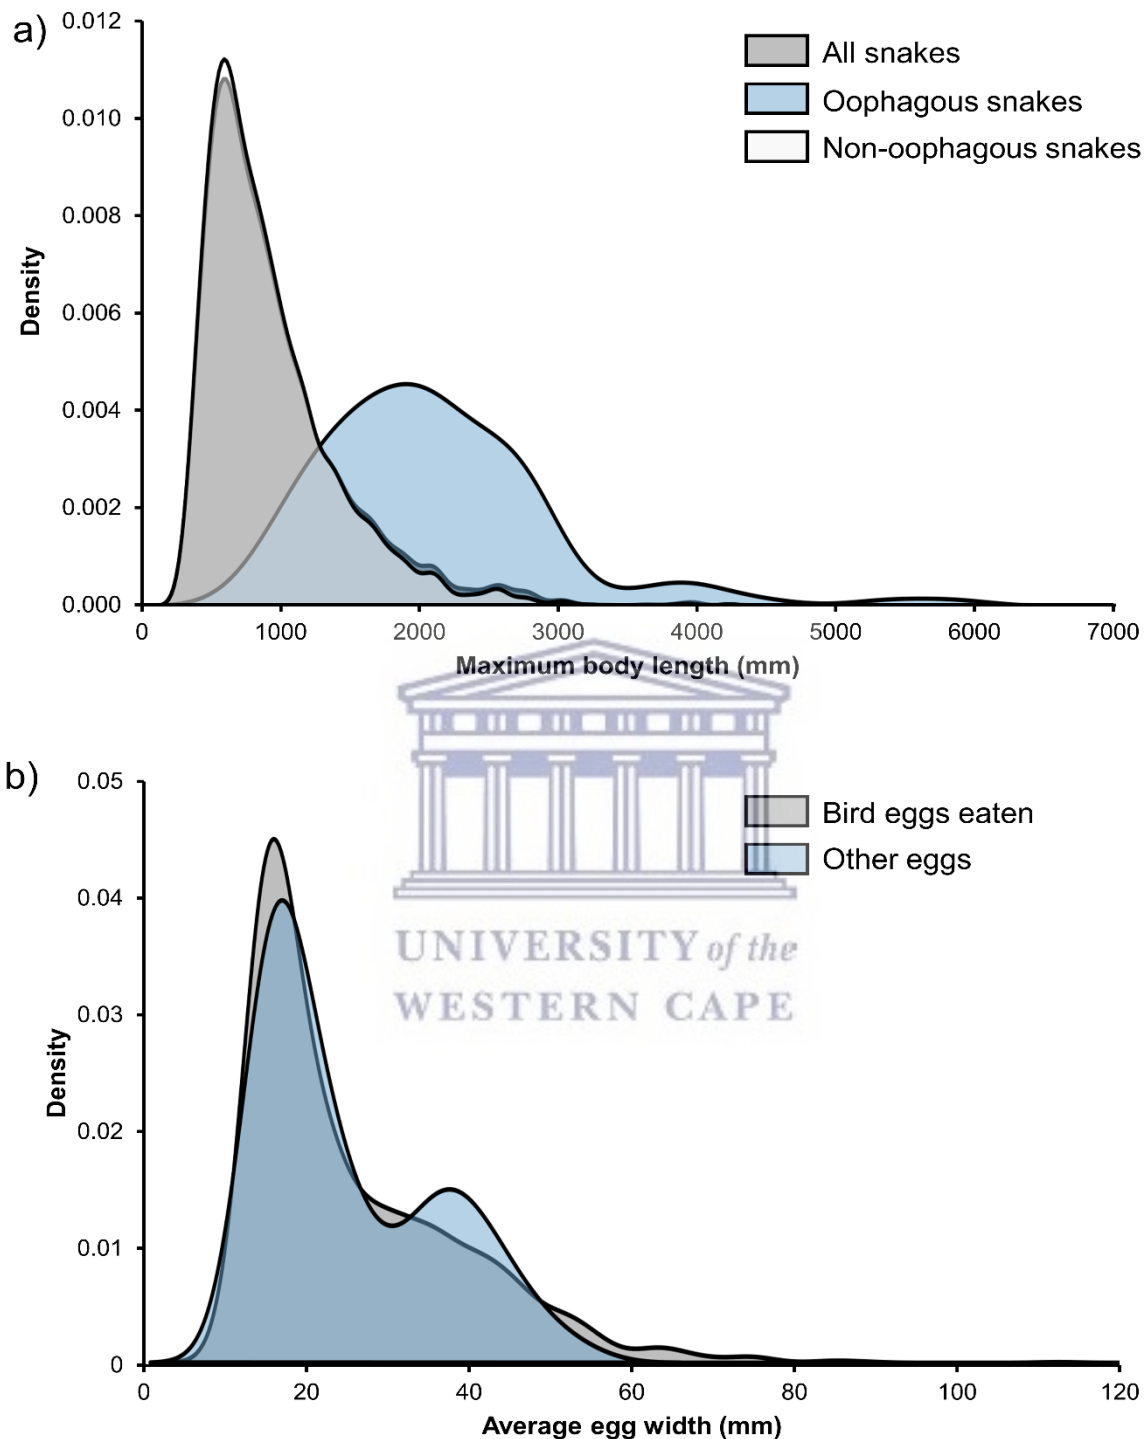 a)
0.012
0.010
0.008
0.006
0.004
0.002
0.000
Density
All snakes
Oophagous snakes
Non-oophagous snakes
0 1000 2000 3000 4000 5000 6000 7000
Maximum body length (mm)
b)
0.05
0.04
0.03
0.02
0.01
0
Density
Bird eggs eaten
Other eggs
UNIVERSITY of the
WESTERN CAPE
0 20 40 60 80 100 120
Average egg width (mm)